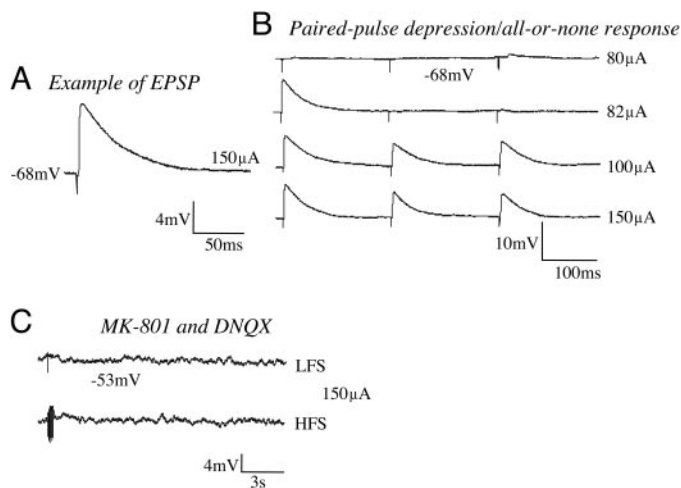 B Paired-pulse depression/all-or-none response
80µA
-68mV
A Example of EPSP
82µA
150µA
-68mV
100µA
4mV
50ms
150µA
10mV
100ms
C MK-801 and DNQX
LFS
-53mV
150µA
HFS
4mV
3s